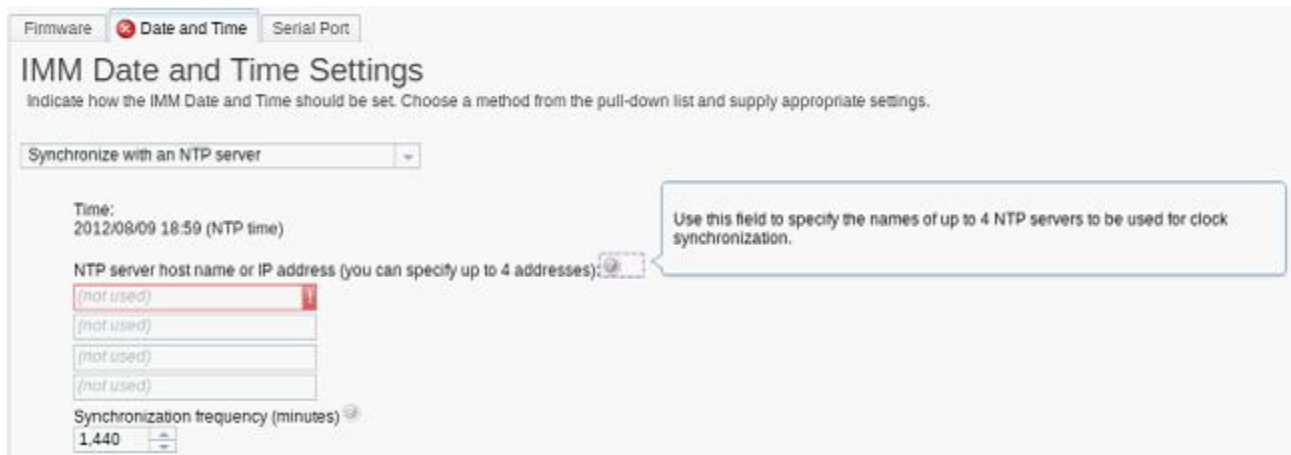 Firmware
Date and Time
Serial Port
IMM Date and Time Settings
Indicate how the IMM Date and Time should be set. Choose a method from the pull-down list and supply appropriate settings.
Synchronize with an NTP server
Time:
2012/08/09 18:59 (NTP time)
Use this field to specify the names of up to 4 NTP servers to be used for clock
synchronization.
NTP server host name or IP address (you can specify up to 4 addresses):
(not used)
(not used)
(not used)
(not used)
Synchronization frequency (minutes)
1,440